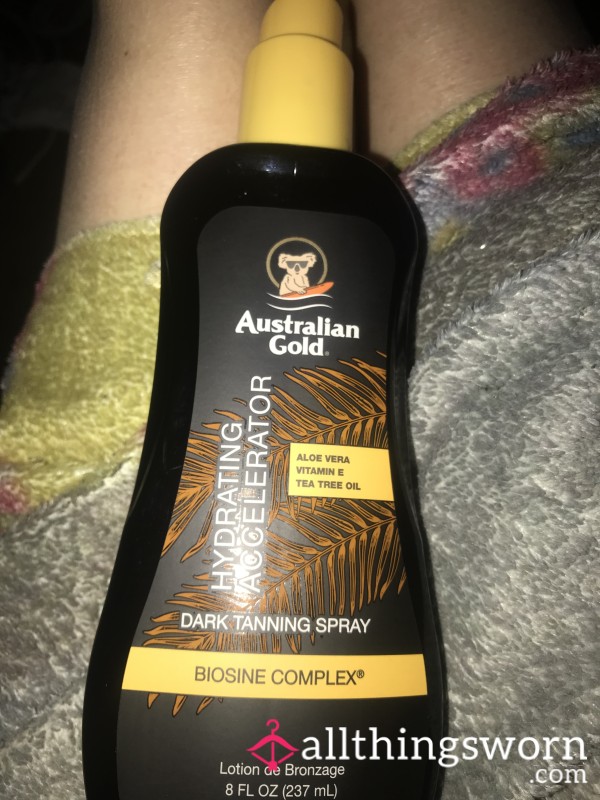 Australian
Gold®
HYDRATING
ACCELERATOR
ALOE VERA
VITAMIN E
TEA TREE OIL
DARK TANNING SPRAY
BIOSINE COMPLEX®
allthingsworn
.com
Lotion de Bronzage
8 FL OZ (237 mL)